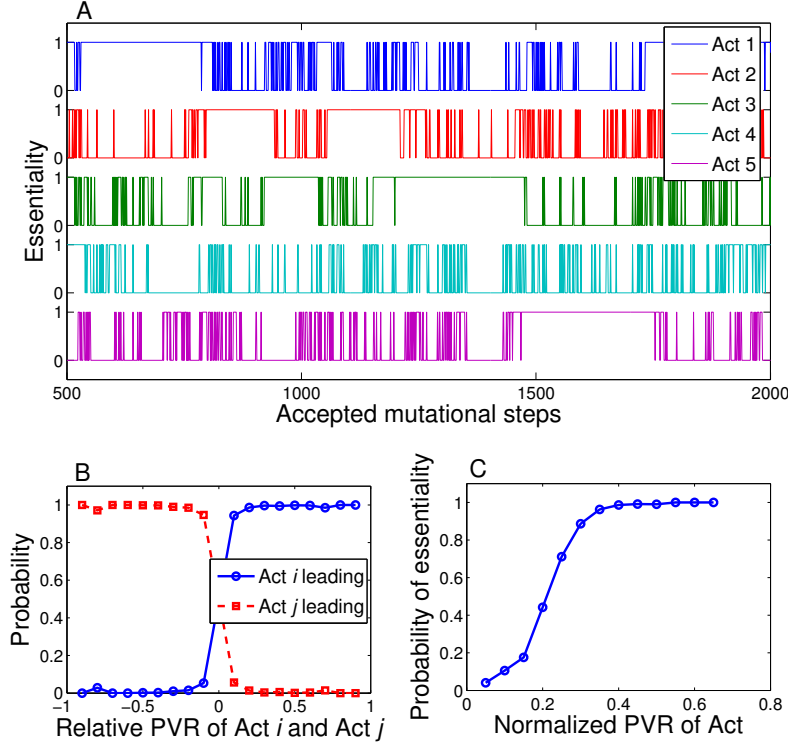 A
Essentiality
1
0
1
0
1
0
1
0
1
0
Act 1
Act 2
Act 3
Act 4
Act 5
500
1000
1500
2000
Accepted mutational steps
B
Probability
1
0.8
0.6
0.4
0.2
0
Act i leading
Act j leading
−1
−0.5
0
0.5
1
Relative PVR of Act i and Act j
C
Probability of essentiality
1
0.8
0.6
0.4
0.2
0
0
0.2
0.4
0.6
0.8
Normalized PVR of Act